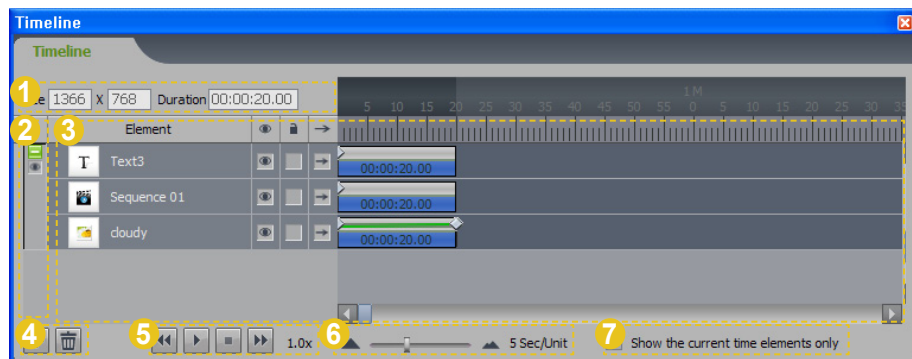 Timeline
Timeline
1
1366 X 768 Duration 00:00:20.00
1 M
5 10 15 20 25 30 35 40 45 50 55 0 5 10 15 20 25 30 35
2
3
Element
T Text3 00:00:20.00
Sequence 01 00:00:20.00
cloudy 00:00:20.00
4
5
1.0x
6
5 Sec/Unit
7
Show the current time elements only